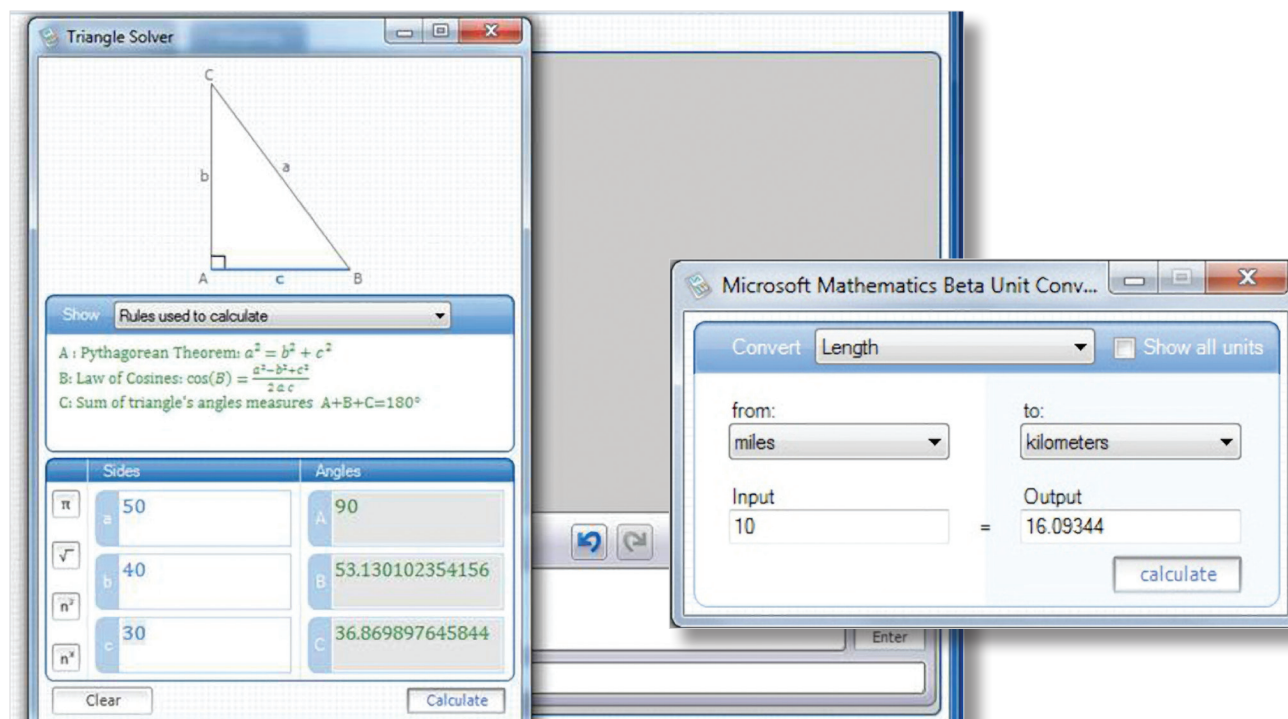 Triangle Solver
C
b
a
A
c
B
Show Rules used to calculate
A : Pythagorean Theorem: a² = b² + c²
B: Law of Cosines: cos(B) = (a²−b²+c²)/(2 a c)
C: Sum of triangle's angles measures A+B+C=180°
Sides Angles
π
√
n²
nˣ
a 50 A 90
b 40 B 53.130102354156
c 30 C 36.869897645844
Clear Calculate
Enter
Microsoft Mathematics Beta Unit Conv...
Convert Length Show all units
from: to:
miles kilometers
Input Output
10 = 16.09344
calculate